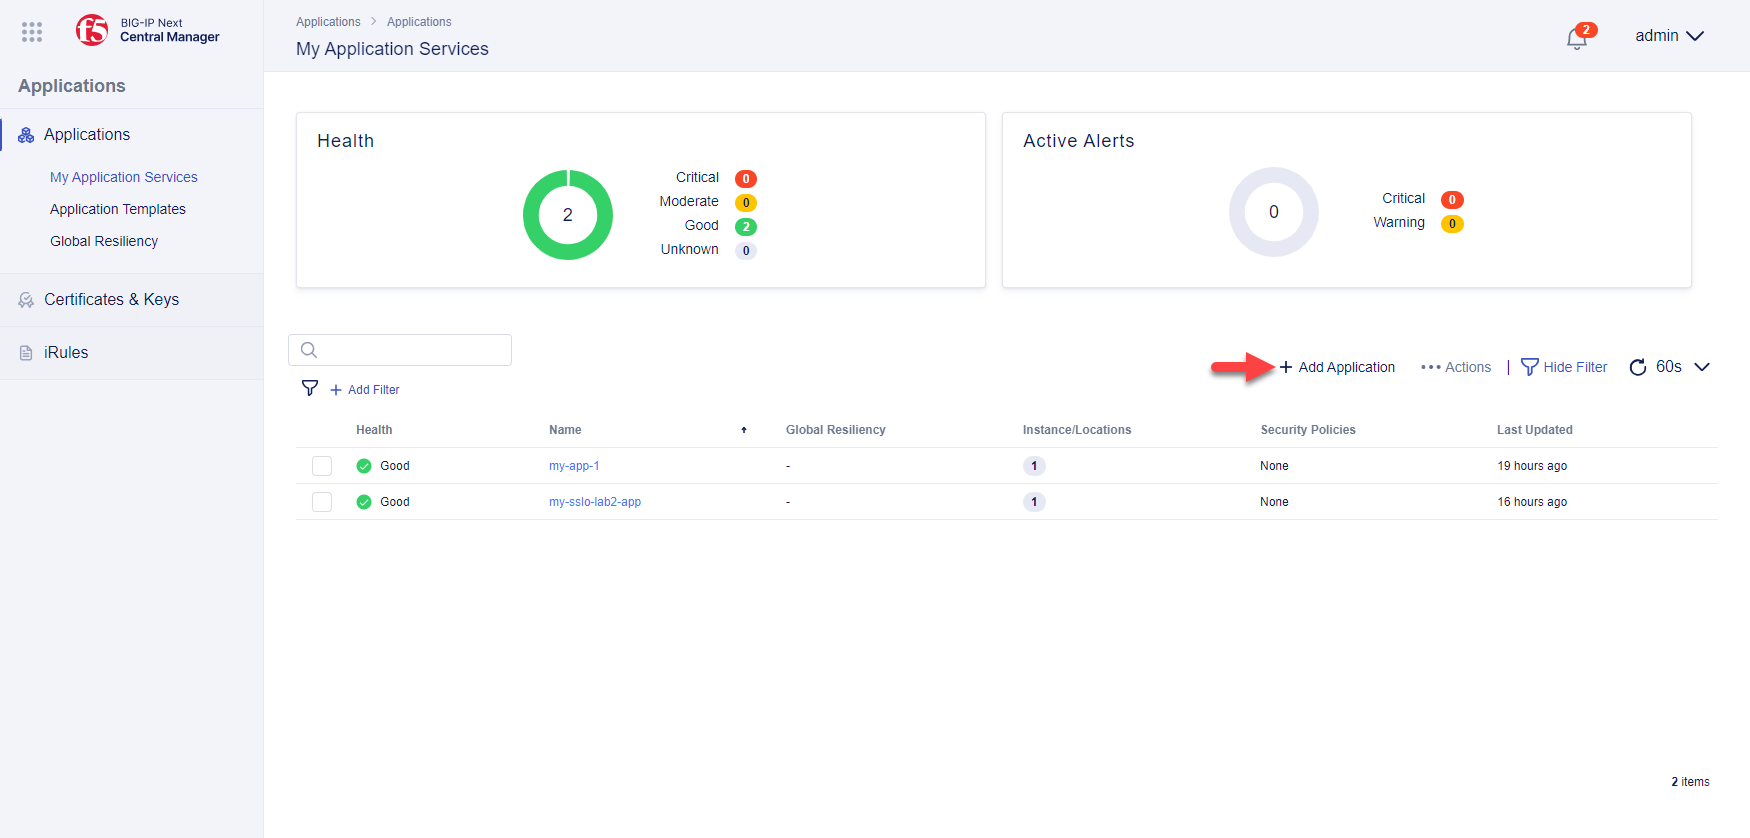 f5
BIG-IP Next
Central Manager
Applications
Applications
My Application Services
Application Templates
Global Resiliency
Certificates & Keys
iRules
Applications > Applications
My Application Services
2
admin
Health
2
Critical 0
Moderate 0
Good 2
Unknown 0
Active Alerts
0
Critical 0
Warning 0
+ Add Application ••• Actions | Hide Filter 60s
+ Add Filter
Health Name Global Resiliency Instance/Locations Security Policies Last Updated
Good my-app-1 - 1 None 19 hours ago
Good my-sslo-lab2-app - 1 None 16 hours ago
2 items